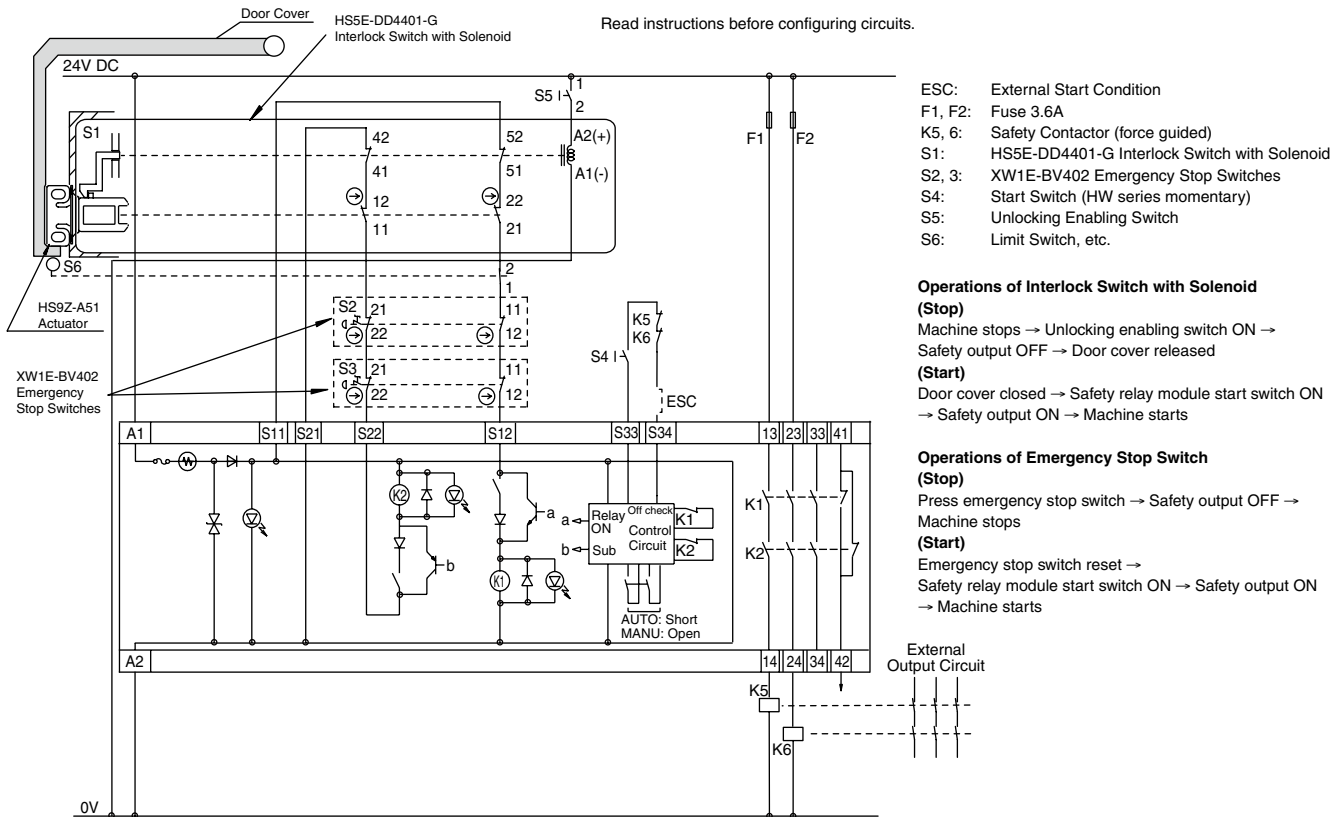 Door Cover
HS5E-DD4401-G
Interlock Switch with Solenoid
Read instructions before configuring circuits.
24V DC
S5
1
2
S1
42
41
12
11
52
51
22
21
A2(+)
A1(-)
F1
F2
S6
2
1
HS9Z-A51
Actuator
S2
21
22
11
12
S3
21
22
11
12
XW1E-BV402
Emergency
Stop Switches
K5
K6
S4
ESC
A1
S11
S21
S22
S12
S33
S34
13
23
33
41
K2
b
a
K1
a
b
Relay
ON
Sub
Off check
Control
Circuit
K1
K2
AUTO: Short
MANU: Open
K1
K2
A2
14
24
34
42
K5
K6
External
Output Circuit
0V
ESC: External Start Condition
F1, F2: Fuse 3.6A
K5, 6: Safety Contactor (force guided)
S1: HS5E-DD4401-G Interlock Switch with Solenoid
S2, 3: XW1E-BV402 Emergency Stop Switches
S4: Start Switch (HW series momentary)
S5: Unlocking Enabling Switch
S6: Limit Switch, etc.
Operations of Interlock Switch with Solenoid
(Stop)
Machine stops → Unlocking enabling switch ON →
Safety output OFF → Door cover released
(Start)
Door cover closed → Safety relay module start switch ON
→ Safety output ON → Machine starts
Operations of Emergency Stop Switch
(Stop)
Press emergency stop switch → Safety output OFF →
Machine stops
(Start)
Emergency stop switch reset →
Safety relay module start switch ON → Safety output ON
→ Machine starts